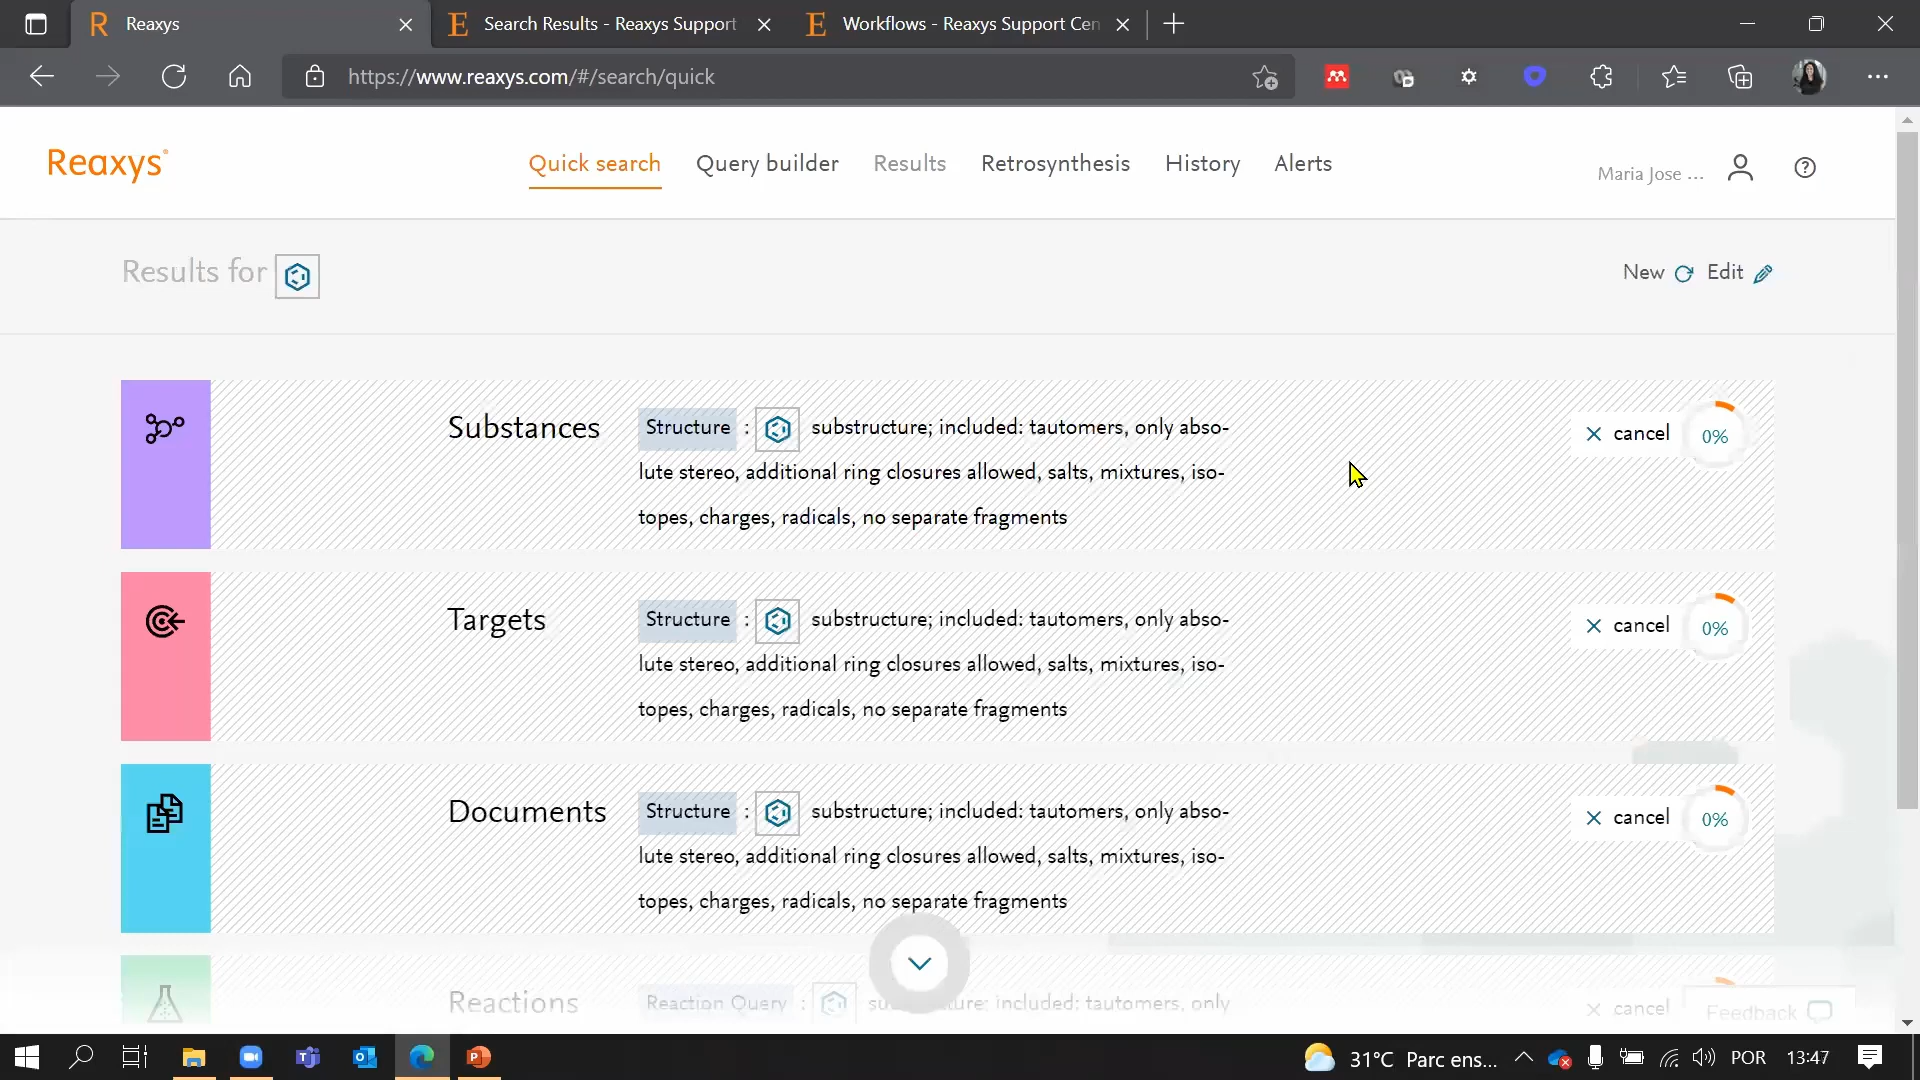 Reaxys
Search Results - Reaxys Support
Workflows - Reaxys Support Cen
https://www.reaxys.com/#/search/quick
Reaxys®
Quick search
Query builder
Results
Retrosynthesis
History
Alerts
Maria Jose ...
Results for
New
Edit
Substances
Structure : substructure; included: tautomers, only abso-
lute stereo, additional ring closures allowed, salts, mixtures, iso-
topes, charges, radicals, no separate fragments
cancel
0%
Targets
Structure : substructure; included: tautomers, only abso-
lute stereo, additional ring closures allowed, salts, mixtures, iso-
topes, charges, radicals, no separate fragments
cancel
0%
Documents
Structure : substructure; included: tautomers, only abso-
lute stereo, additional ring closures allowed, salts, mixtures, iso-
topes, charges, radicals, no separate fragments
cancel
0%
Reactions
Reaction Query : included: tautomers, only
cancel
Feedback
31°C Parc ens...
POR
13:47